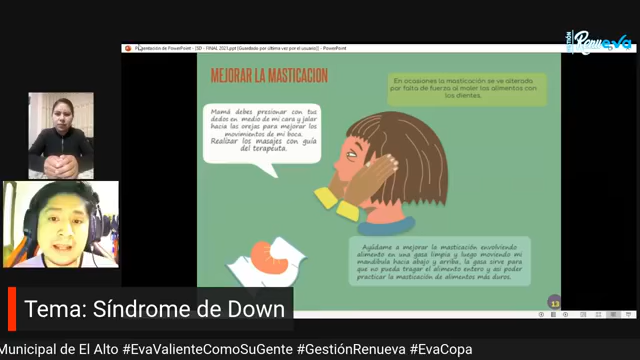 GESTIÓN
Renueva
Presentación de PowerPoint - [SD - FINAL 2021.ppt [Guardado por última vez por el usuario]] - PowerPoint
MEJORAR LA MASTICACION
En ocasiones la masticación se ve alterada
por falta de fuerza al moler los alimentos con
los dientes.
Mamá debes presionar con tus
dedos en medio de mi cara y jalar
hacia las orejas para mejorar los
movimientos de mi boca.
Realizar los masajes con guía
del terapeuta.
Ayúdame a mejorar la masticación envolviendo
alimento en una gasa limpia y luego moviendo mi
mandíbula hacia abajo y arriba, la gasa sirve para
que no pueda tragar el alimento entero y así poder
practicar la masticación de alimentos más duros.
13
Tema: Síndrome de Down
Municipal de El Alto #EvaValienteComoSuGente #GestiónRenueva #EvaCopa